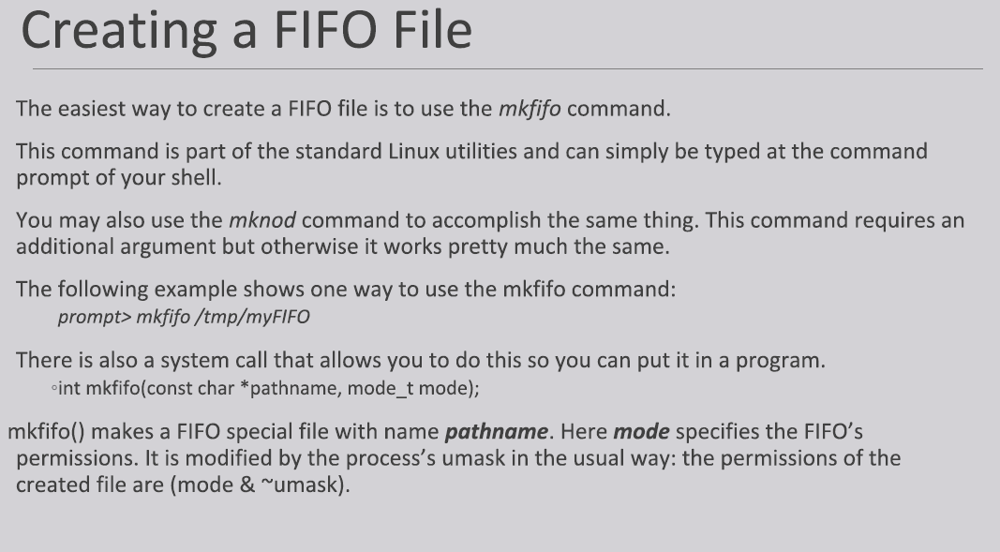 Creating a FIFO File
The easiest way to create a FIFO file is to use the mkfifo command.
This command is part of the standard Linux utilities and can simply be typed at the command
prompt of your shell.
You may also use the mknod command to accomplish the same thing. This command requires an
additional argument but otherwise it works pretty much the same.
The following example shows one way to use the mkfifo command:
prompt> mkfifo /tmp/myFIFO
There is also a system call that allows you to do this so you can put it in a program.
◦int mkfifo(const char *pathname, mode_t mode);
mkfifo() makes a FIFO special file with name pathname. Here mode specifies the FIFO’s
permissions. It is modified by the process’s umask in the usual way: the permissions of the
created file are (mode & ~umask).